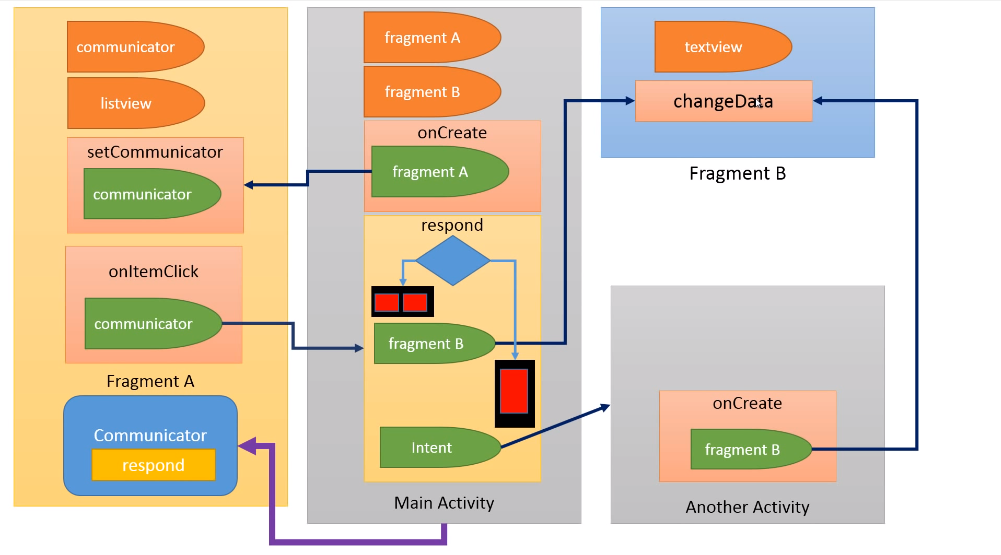 communicator
listview
setCommunicator
communicator
onItemClick
communicator
Fragment A
Communicator
respond
fragment A
fragment B
onCreate
fragment A
respond
fragment B
Intent
Main Activity
textview
changeData
Fragment B
onCreate
fragment B
Another Activity